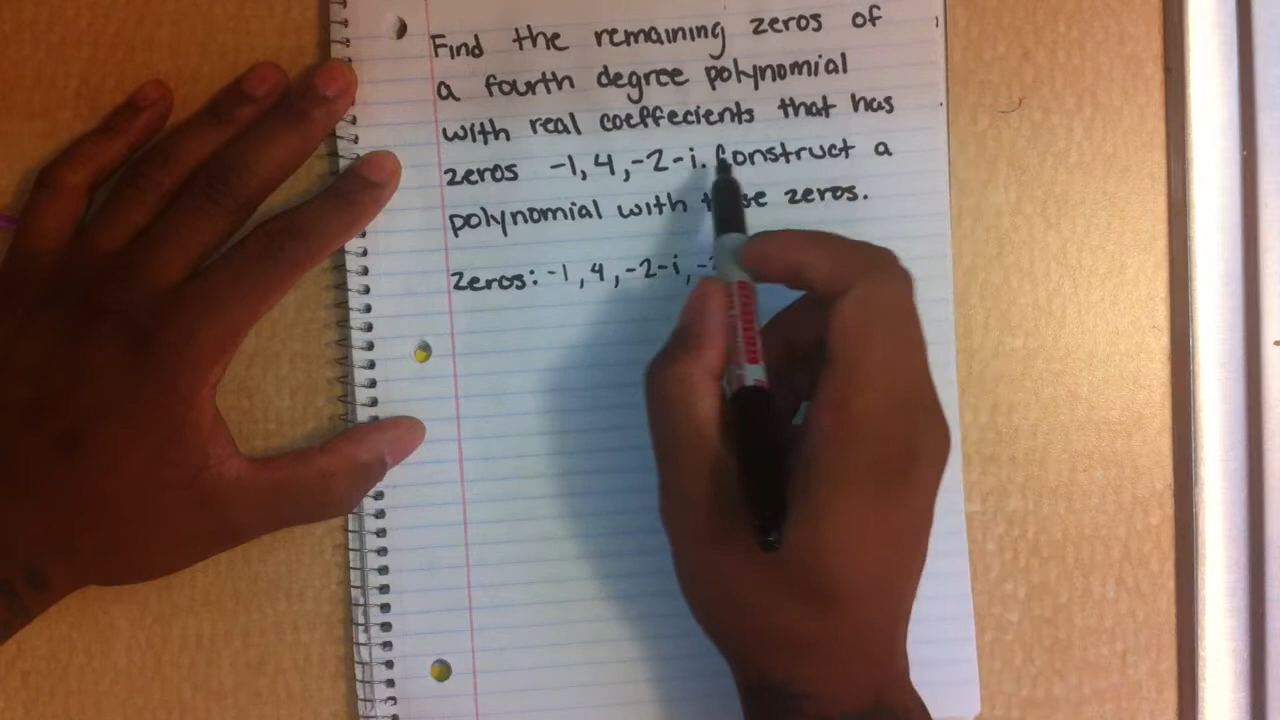 Find the remaining zeros of
a fourth degree polynomial
with real coeffecients that has
zeros -1, 4, -2-i. Construct a
polynomial with zeros.
Zeros: -1, 4, -2-i,